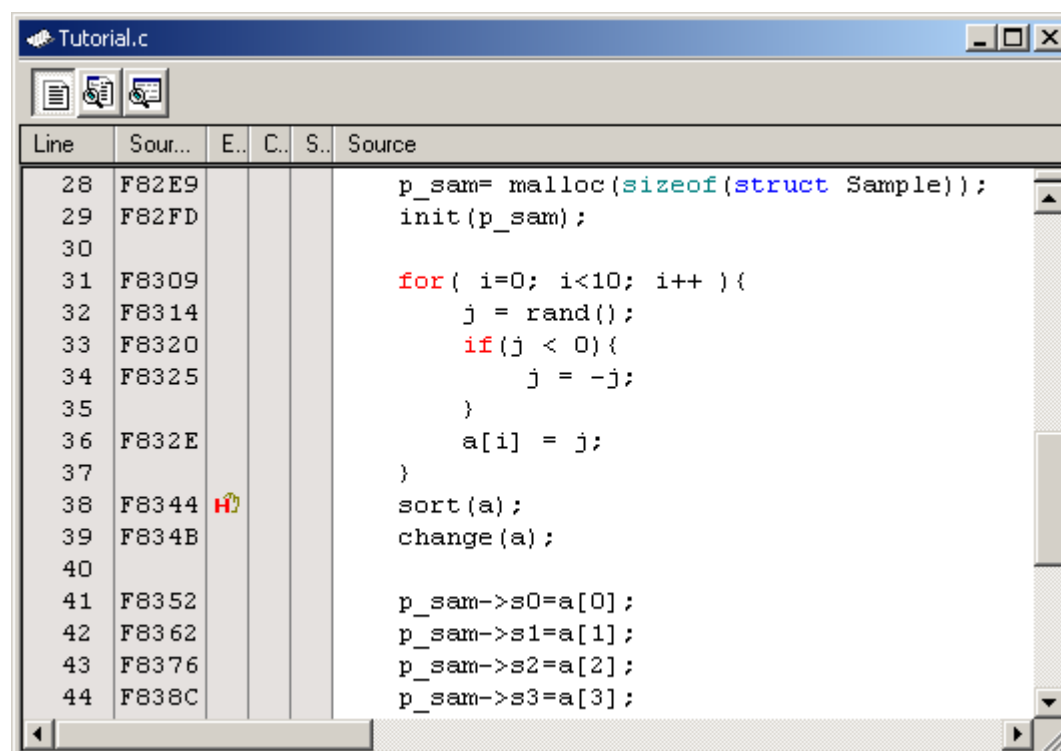 Tutorial.c
Line Sour... E.. C.. S.. Source
28 F82E9 p_sam= malloc(sizeof(struct Sample));
29 F82FD init(p_sam);
30
31 F8309 for( i=0; i<10; i++ ){
32 F8314 j = rand();
33 F8320 if(j < 0){
34 F8325 j = -j;
35 }
36 F832E a[i] = j;
37 }
38 F8344 H sort(a);
39 F834B change(a);
40
41 F8352 p_sam->s0=a[0];
42 F8362 p_sam->s1=a[1];
43 F8376 p_sam->s2=a[2];
44 F838C p_sam->s3=a[3];